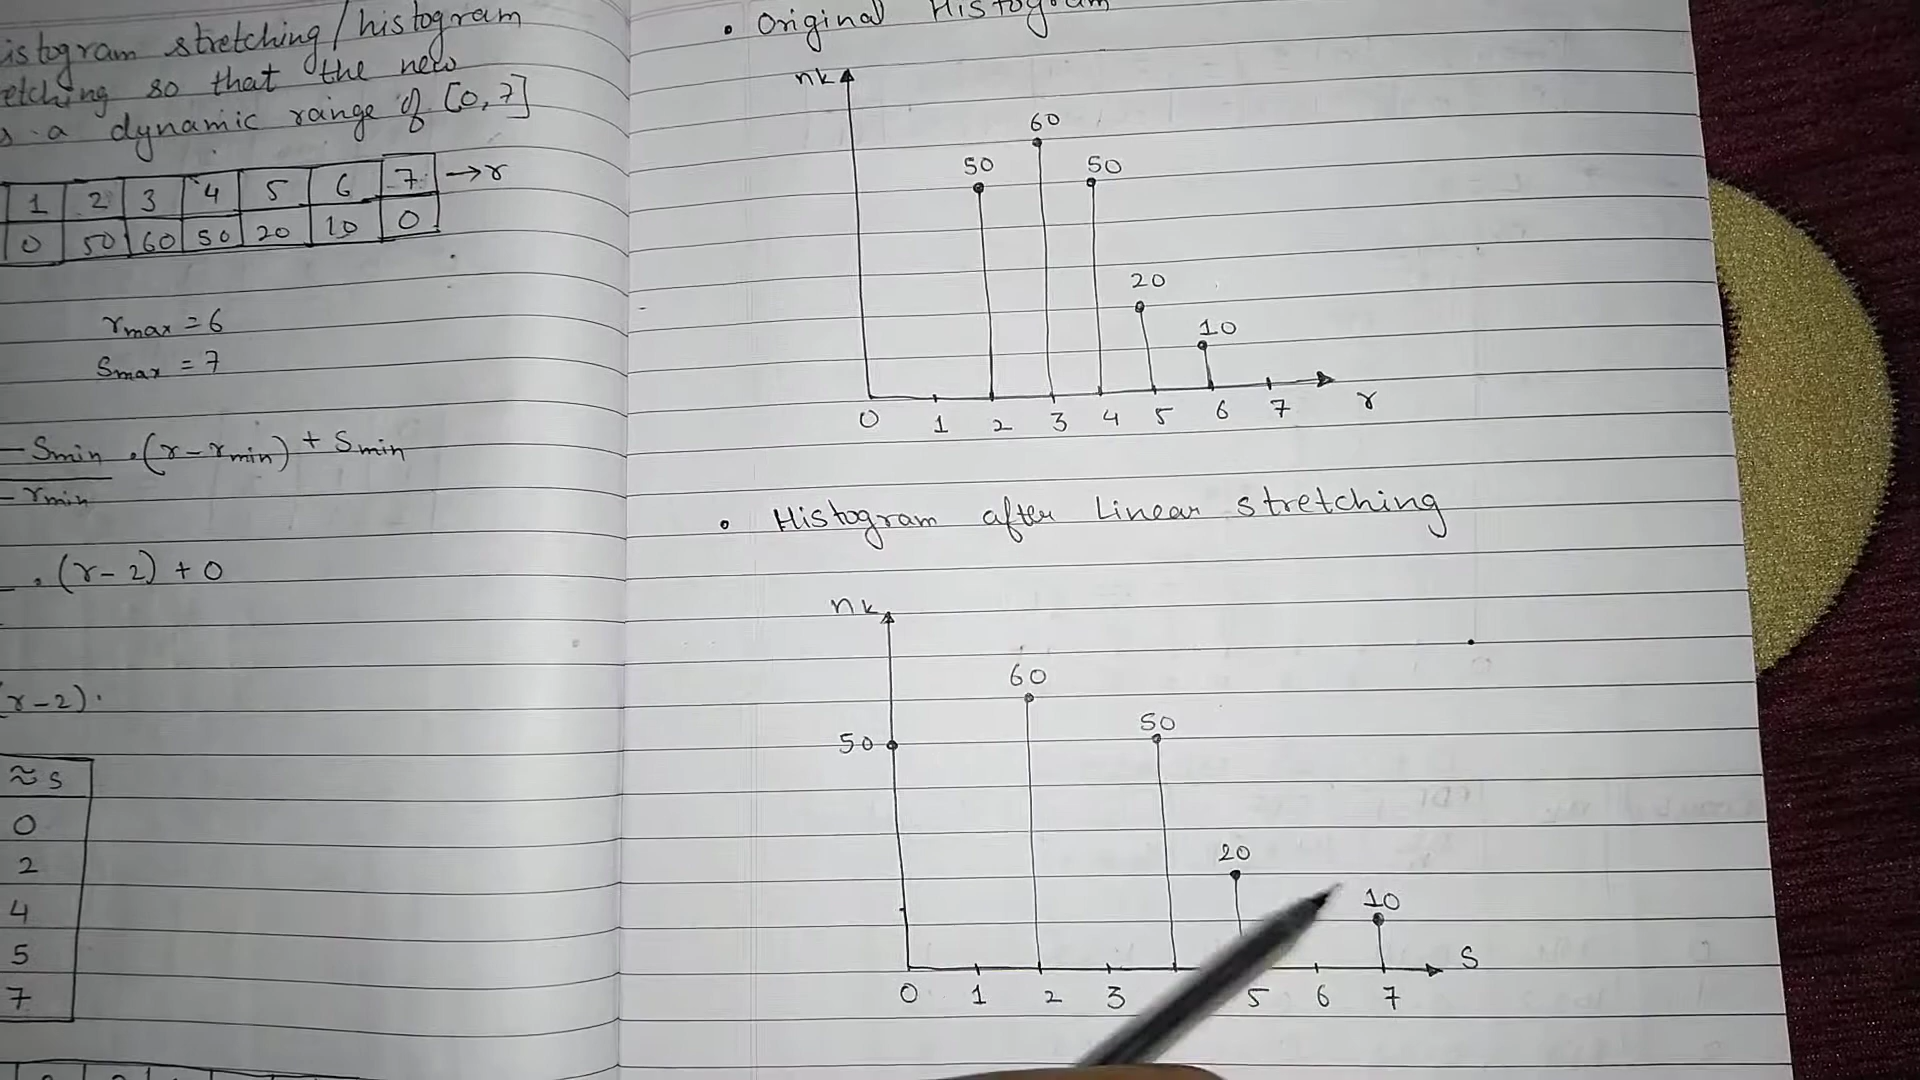 istogram stretching/histogram
etching so that the new
a dynamic range of [0, 7]
1 2 3 4 5 6 7 → r
0 50 60 50 20 10 0
rmax = 6
Smax = 7
- Smin . (r - rmin) + Smin
- rmin
. (r - 2) + 0
(r - 2).
≈ S
0
2
4
5
7
• Original Histogram
nk
60
50 50
20
10
0 1 2 3 4 5 6 7 r
• Histogram after Linear stretching
nk
60
50 50
20
10
S
0 1 2 3 5 6 7